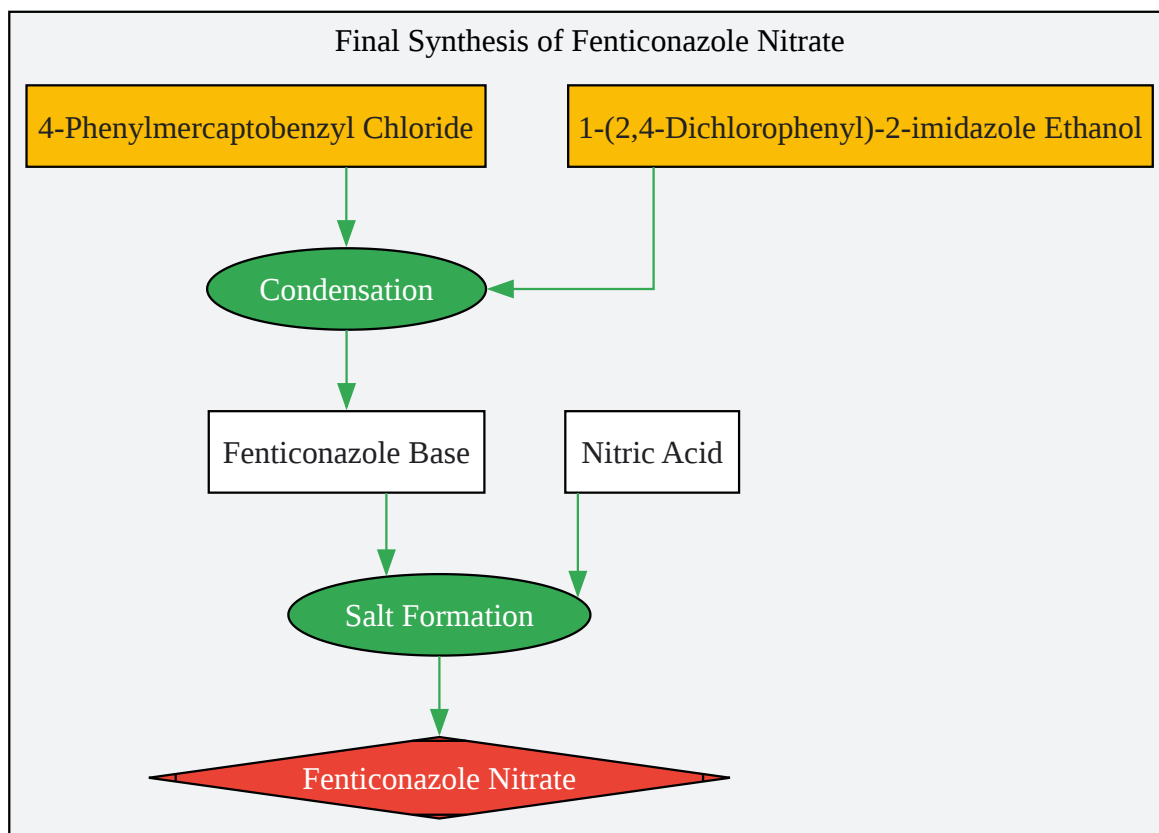 Final Synthesis of Fenticonazole Nitrate
4-Phenylmercaptobenzyl Chloride
1-(2,4-Dichlorophenyl)-2-imidazole Ethanol
Condensation
Fenticonazole Base
Nitric Acid
Salt Formation
Fenticonazole Nitrate